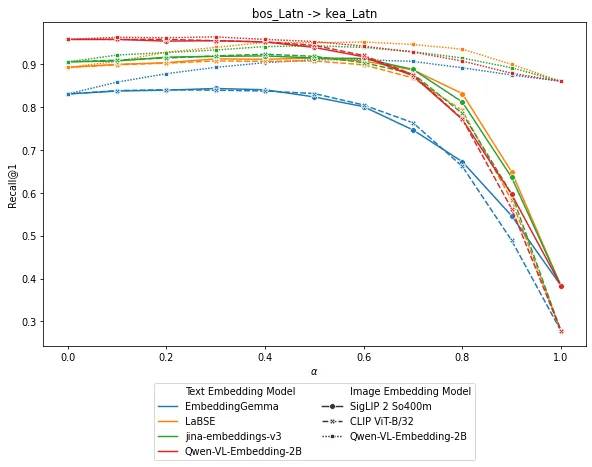 bos_Latn -> kea_Latn
Recall@1
0.9
0.8
0.7
0.6
0.5
0.4
0.3
0.0 0.2 0.4 0.6 0.8 1.0
α
Text Embedding Model Image Embedding Model
EmbeddingGemma SigLIP 2 So400m
LaBSE CLIP ViT-B/32
jina-embeddings-v3 Qwen-VL-Embedding-2B
Qwen-VL-Embedding-2B